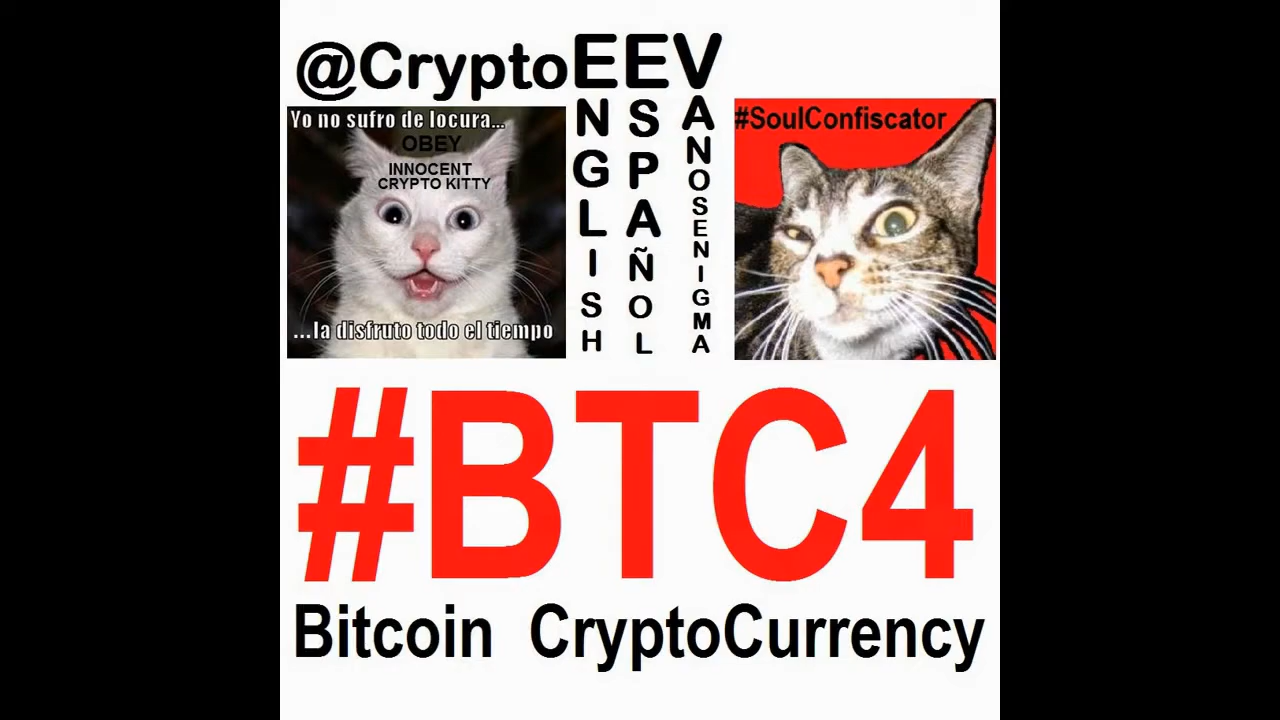 @CryptoEEV
ENGLISH
ESPAÑOL
VANOSENIGMA
Yo no sufro de locura...
OBEY
INNOCENT
CRYPTO KITTY
...la disfruto todo el tiempo
#SoulConfiscator
#BTC4
Bitcoin CryptoCurrency